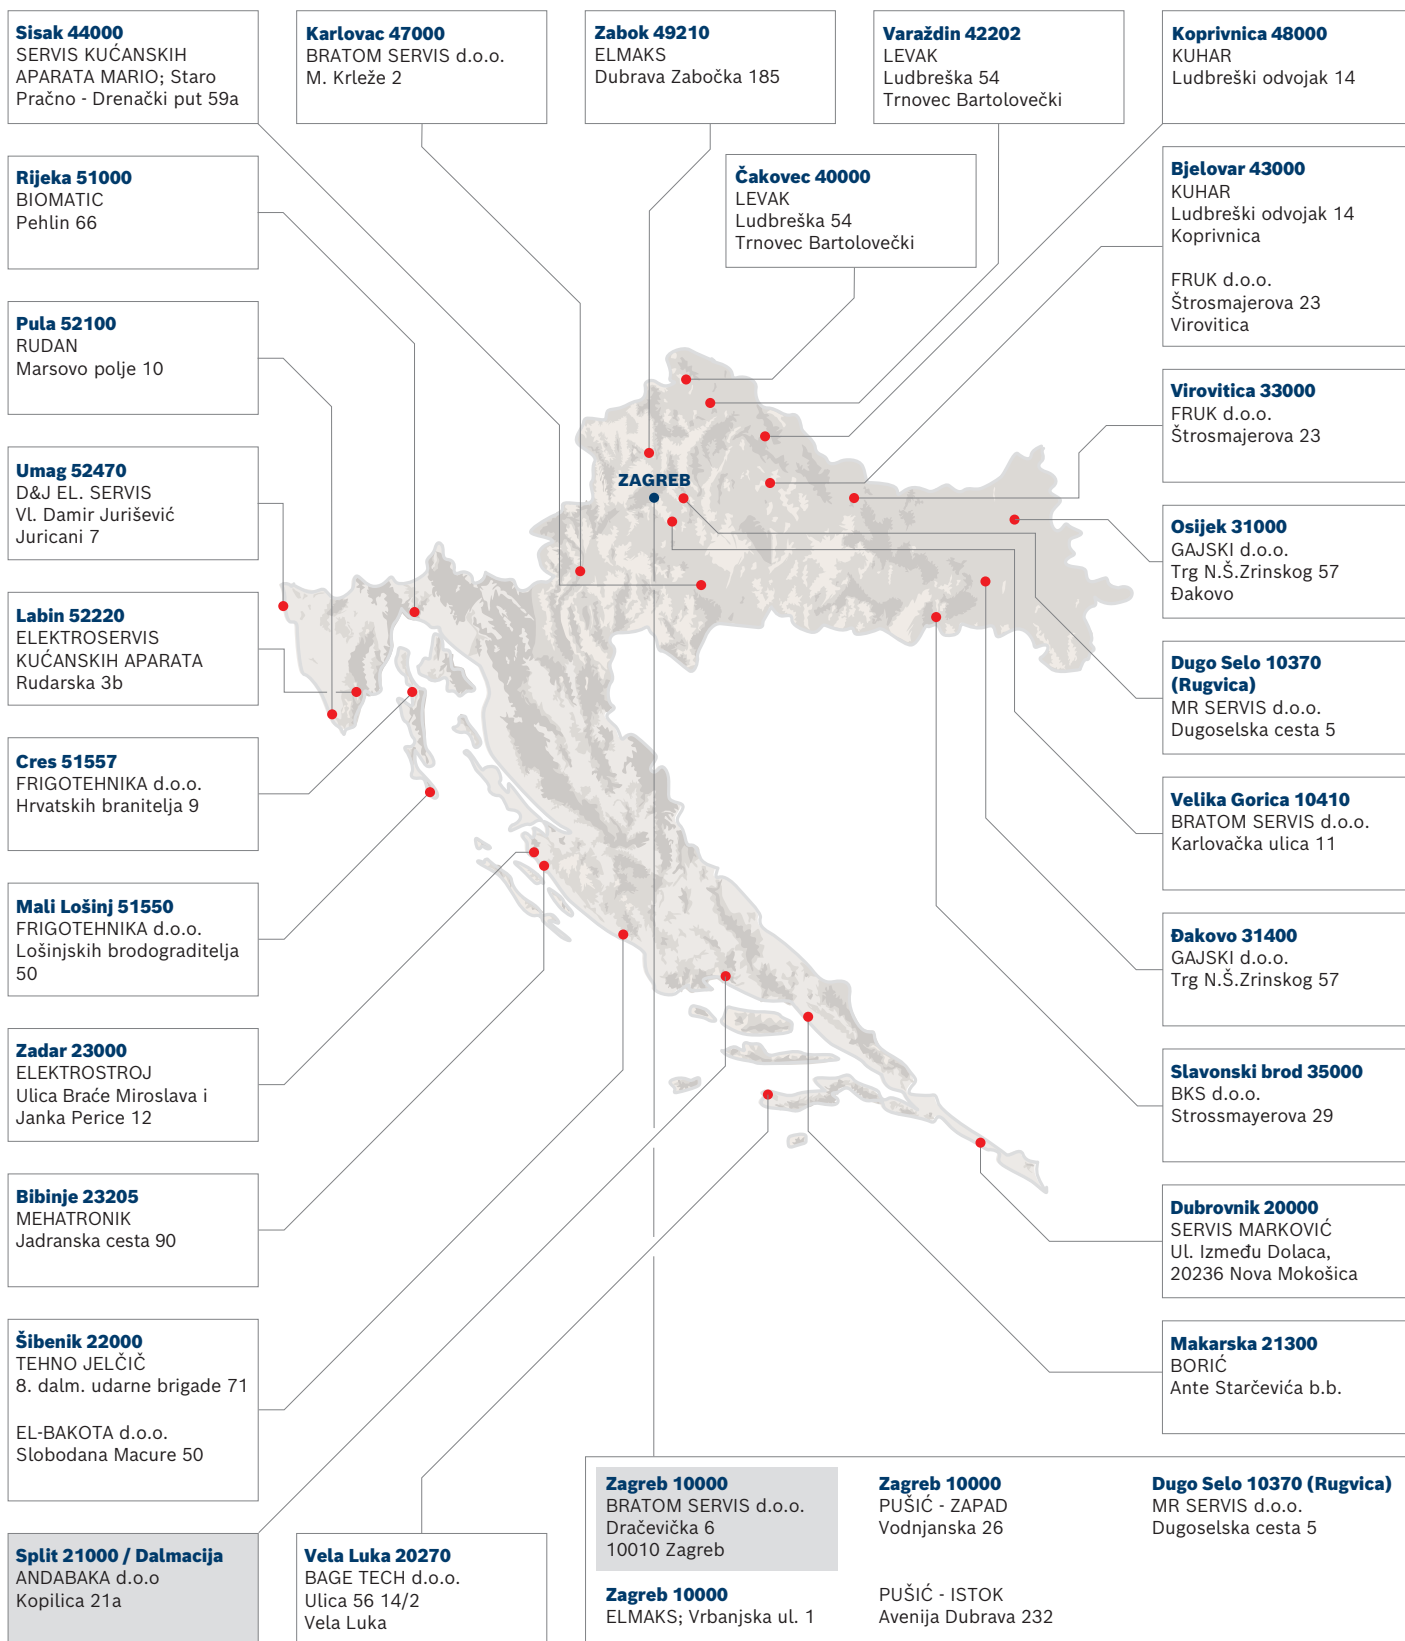 Sisak 44000
SERVIS KUĆANSKIH
APARATA MARIO; Staro
Pračno - Drenački put 59a
Karlovac 47000
BRATOM SERVIS d.o.o.
M. Krleže 2
Zabok 49210
ELMAKS
Dubrava Zabočka 185
Varaždin 42202
LEVAK
Ludbreška 54
Trnovec Bartolovečki
Koprivnica 48000
KUHAR
Ludbreški odvojak 14
Rijeka 51000
BIOMATIC
Pehlin 66
Čakovec 40000
LEVAK
Ludbreška 54
Trnovec Bartolovečki
Bjelovar 43000
KUHAR
Ludbreški odvojak 14
Koprivnica
FRUK d.o.o.
Štrosmajerova 23
Virovitica
Pula 52100
RUDAN
Marsovo polje 10
Virovitica 33000
FRUK d.o.o.
Štrosmajerova 23
Umag 52470
D&J EL. SERVIS
Vl. Damir Jurišević
Juricani 7
ZAGREB
Osijek 31000
GAJSKI d.o.o.
Trg N.Š.Zrinskog 57
Đakovo
Labin 52220
ELEKTROSERVIS
KUĆANSKIH APARATA
Rudarska 3b
Dugo Selo 10370
(Rugvica)
MR SERVIS d.o.o.
Dugoselska cesta 5
Cres 51557
FRIGOTEHNIKA d.o.o.
Hrvatskih branitelja 9
Velika Gorica 10410
BRATOM SERVIS d.o.o.
Karlovačka ulica 11
Mali Lošinj 51550
FRIGOTEHNIKA d.o.o.
Lošinjskih brodograditelja
50
Đakovo 31400
GAJSKI d.o.o.
Trg N.Š.Zrinskog 57
Zadar 23000
ELEKTROSTROJ
Ulica Braće Miroslava i
Janka Perice 12
Slavonski brod 35000
BKS d.o.o.
Strossmayerova 29
Bibinje 23205
MEHATRONIK
Jadranska cesta 90
Dubrovnik 20000
SERVIS MARKOVIĆ
Ul. Između Dolaca,
20236 Nova Mokošica
Šibenik 22000
TEHNO JELČIČ
8. dalm. udarne brigade 71
EL-BAKOTA d.o.o.
Slobodana Macure 50
Makarska 21300
BORIĆ
Ante Starčevića b.b.
Split 21000 / Dalmacija
ANDABAKA d.o.o
Kopilica 21a
Vela Luka 20270
BAGE TECH d.o.o.
Ulica 56 14/2
Vela Luka
Zagreb 10000
BRATOM SERVIS d.o.o.
Dračevička 6
10010 Zagreb
Zagreb 10000
PUŠIĆ - ZAPAD
Vodnjanska 26
Dugo Selo 10370 (Rugvica)
MR SERVIS d.o.o.
Dugoselska cesta 5
Zagreb 10000
ELMAKS; Vrbanjska ul. 1
PUŠIĆ - ISTOK
Avenija Dubrava 232